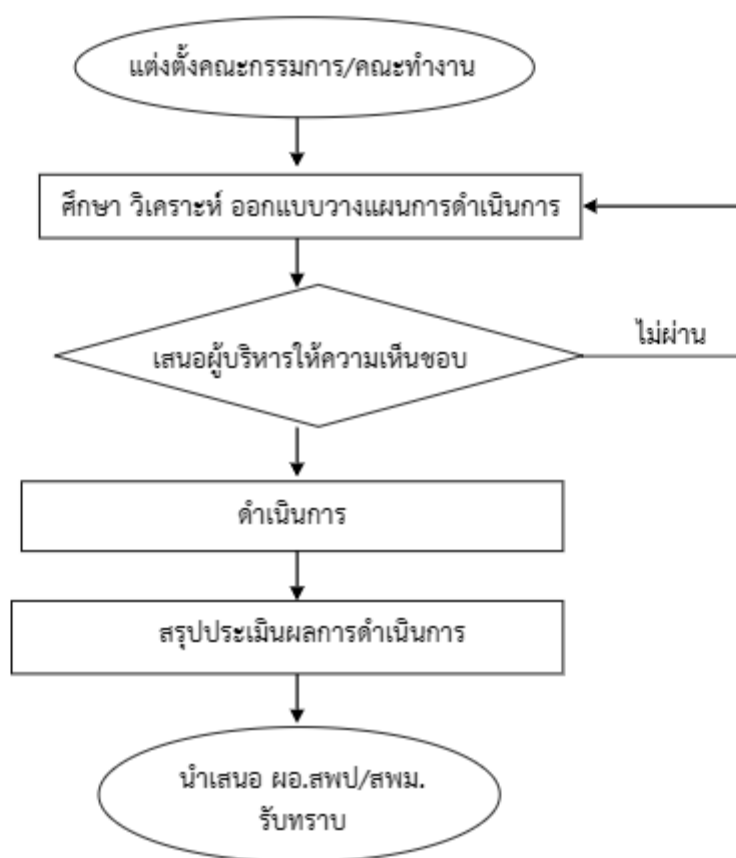 แต่งตั้งคณะกรรมการ/คณะทำงาน
ศึกษา วิเคราะห์ ออกแบบวางแผนการดำเนินการ
เสนอผู้บริหารให้ความเห็นชอบ
ไม่ผ่าน
ดำเนินการ
สรุปประเมินผลการดำเนินการ
นำเสนอ ผอ.สพป/สพม.
รับทราบ